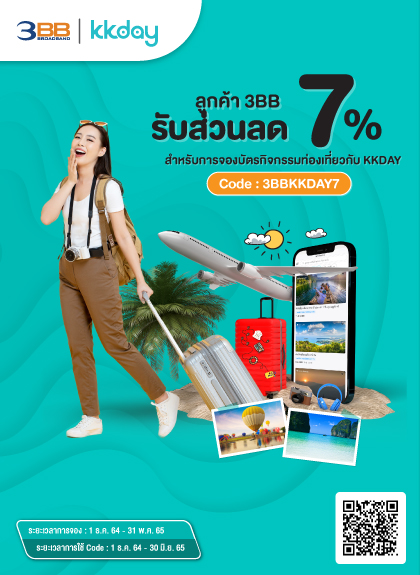 3BB
BROADBAND
kkday
ลูกค้า 3BB
รับส่วนลด 7%
สำหรับการจองบัตรกิจกรรมท่องเที่ยวกับ KKDAY
Code : 3BBKKDAY7
ระยะเวลาการจอง : 1 ธ.ค. 64 - 31 พ.ค. 65
ระยะเวลาการใช้ Code : 1 ธ.ค. 64 - 30 มิ.ย. 65